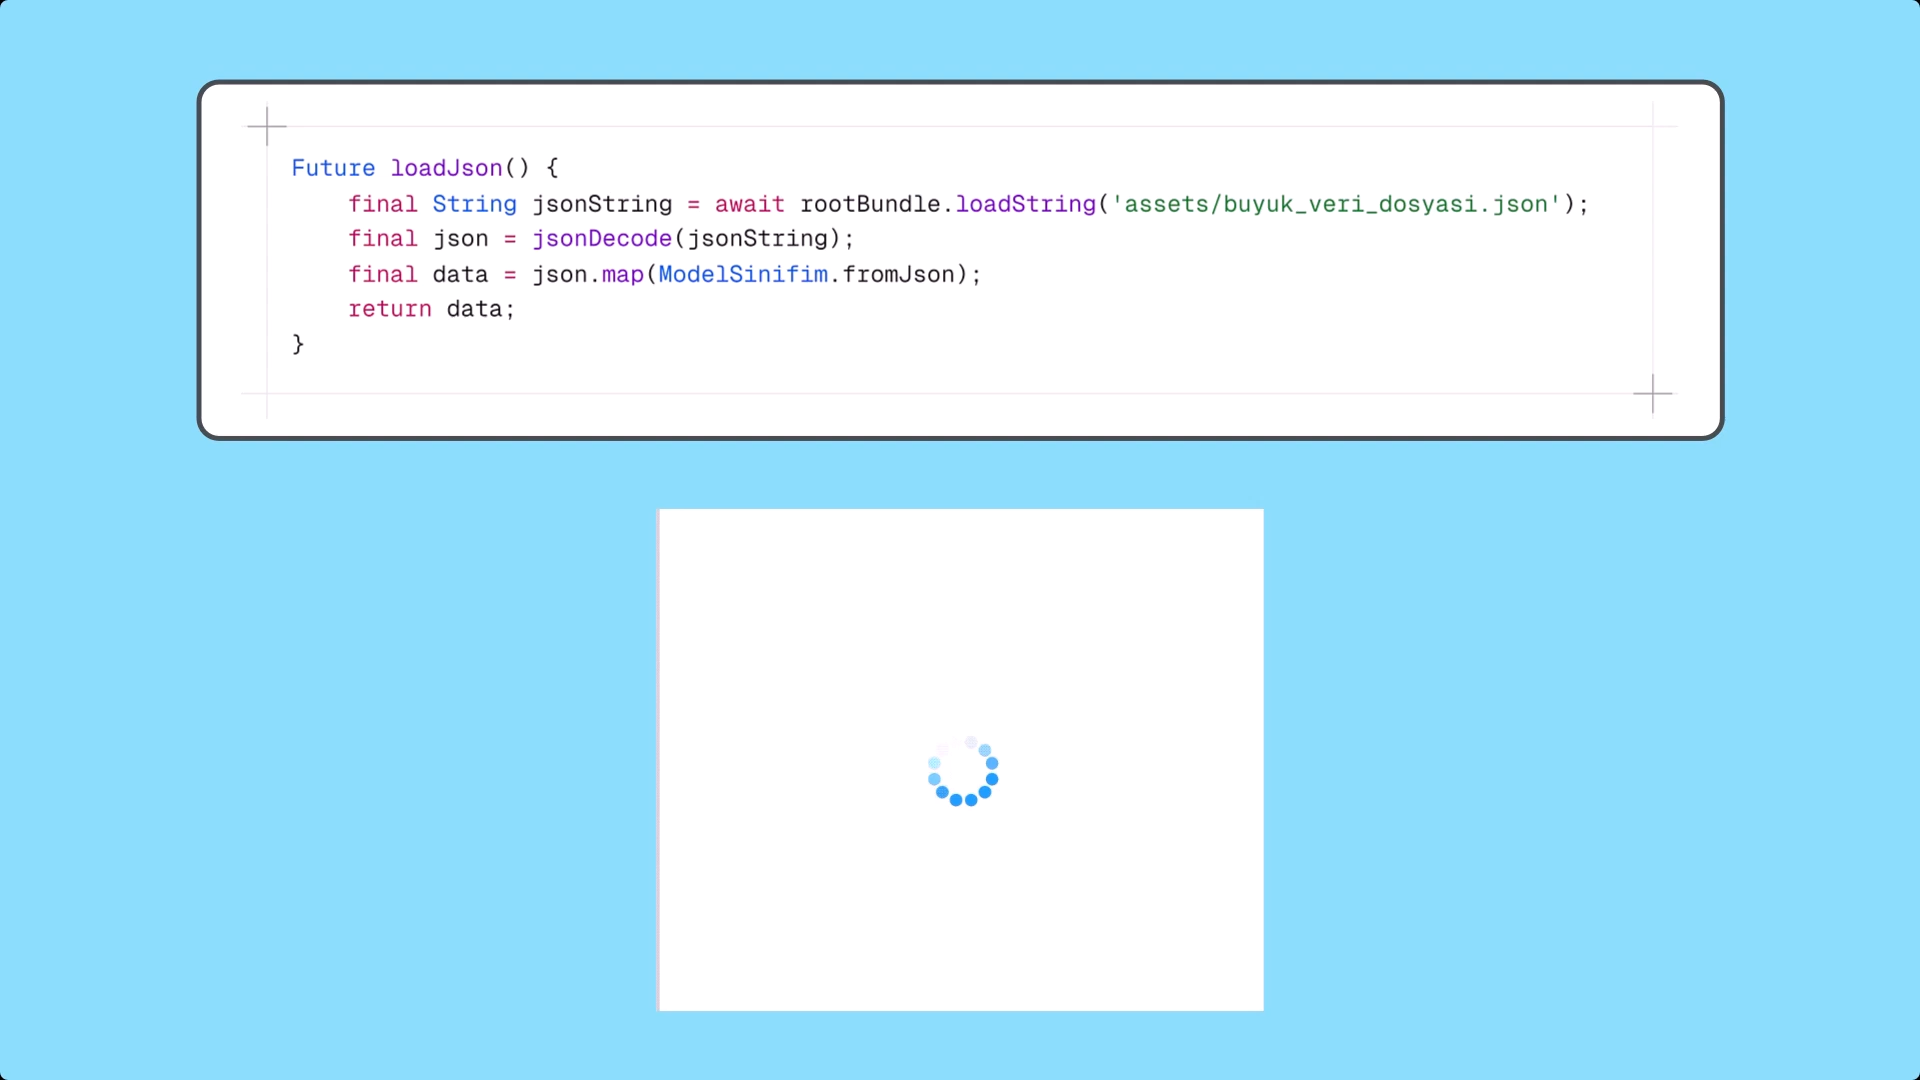 Future loadJson() {
    final String jsonString = await rootBundle.loadString('assets/buyuk_veri_dosyasi.json');
    final json = jsonDecode(jsonString);
    final data = json.map(ModelSinifim.fromJson);
    return data;
}